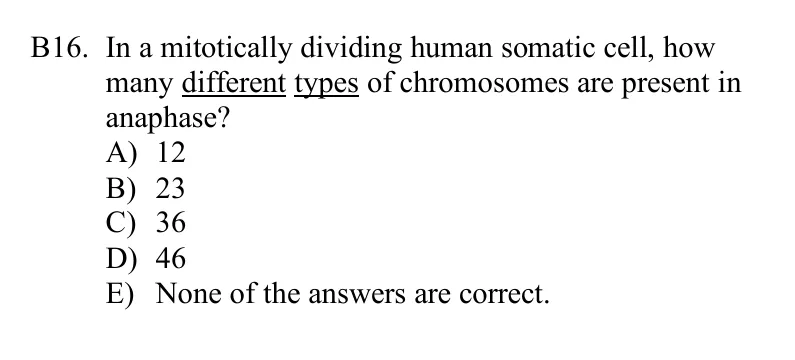 B16. In a mitotically dividing human somatic cell, how
many different types of chromosomes are present in
anaphase?
A) 12
B) 23
C) 36
D) 46
E) None of the answers are correct.